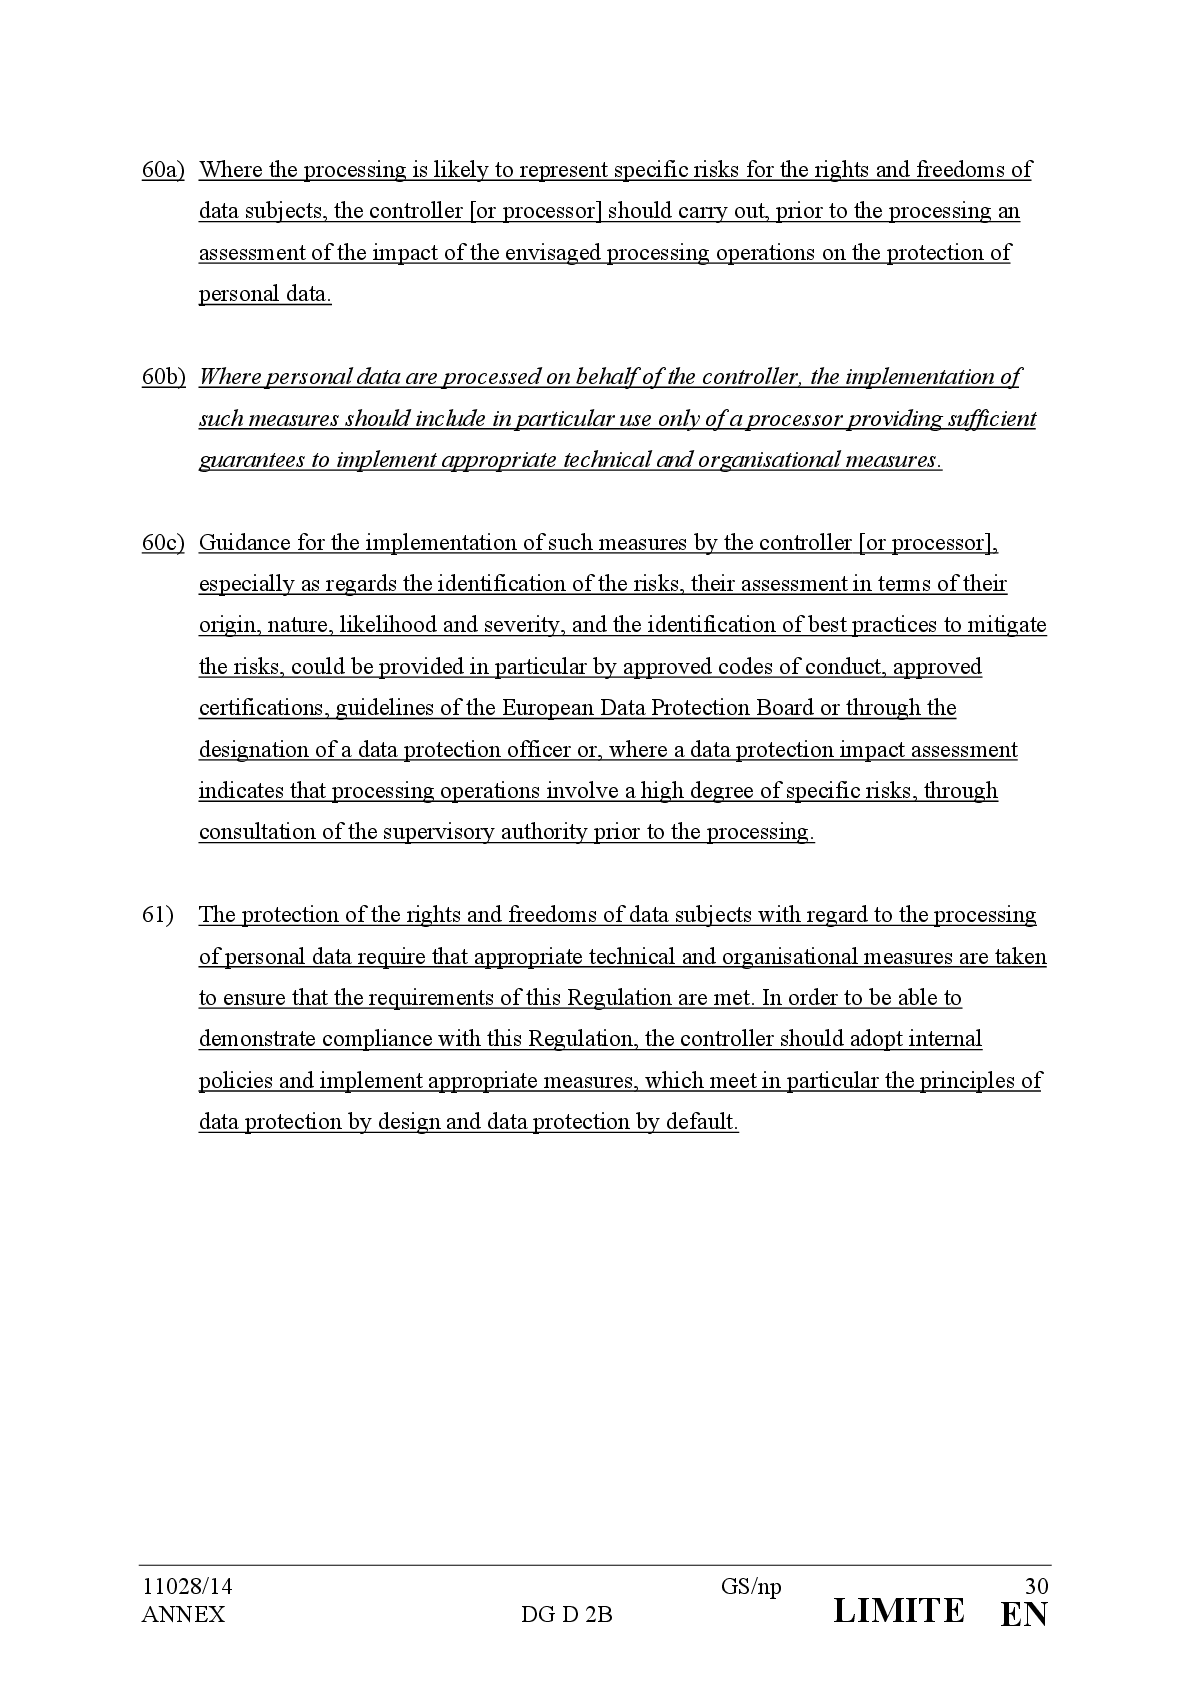 60a) Where the processing is likely to represent specific risks for the rights and freedoms of
data subjects, the controller [or processor] should carry out, prior to the processing an
assessment of the impact of the envisaged processing operations on the protection of
personal data.
60b) Where personal data are processed on behalf of the controller, the implementation of
such measures should include in particular use only of a processor providing sufficient
guarantees to implement appropriate technical and organisational measures.
60c) Guidance for the implementation of such measures by the controller [or processor],
especially as regards the identification of the risks, their assessment in terms of their
origin, nature, likelihood and severity, and the identification of best practices to mitigate
the risks, could be provided in particular by approved codes of conduct, approved
certifications, guidelines of the European Data Protection Board or through the
designation of a data protection officer or, where a data protection impact assessment
indicates that processing operations involve a high degree of specific risks, through
consultation of the supervisory authority prior to the processing.
61) The protection of the rights and freedoms of data subjects with regard to the processing
of personal data require that appropriate technical and organisational measures are taken
to ensure that the requirements of this Regulation are met. In order to be able to
demonstrate compliance with this Regulation, the controller should adopt internal
policies and implement appropriate measures, which meet in particular the principles of
data protection by design and data protection by default.
11028/14 GS/np 30
ANNEX DG D 2B LIMITE EN